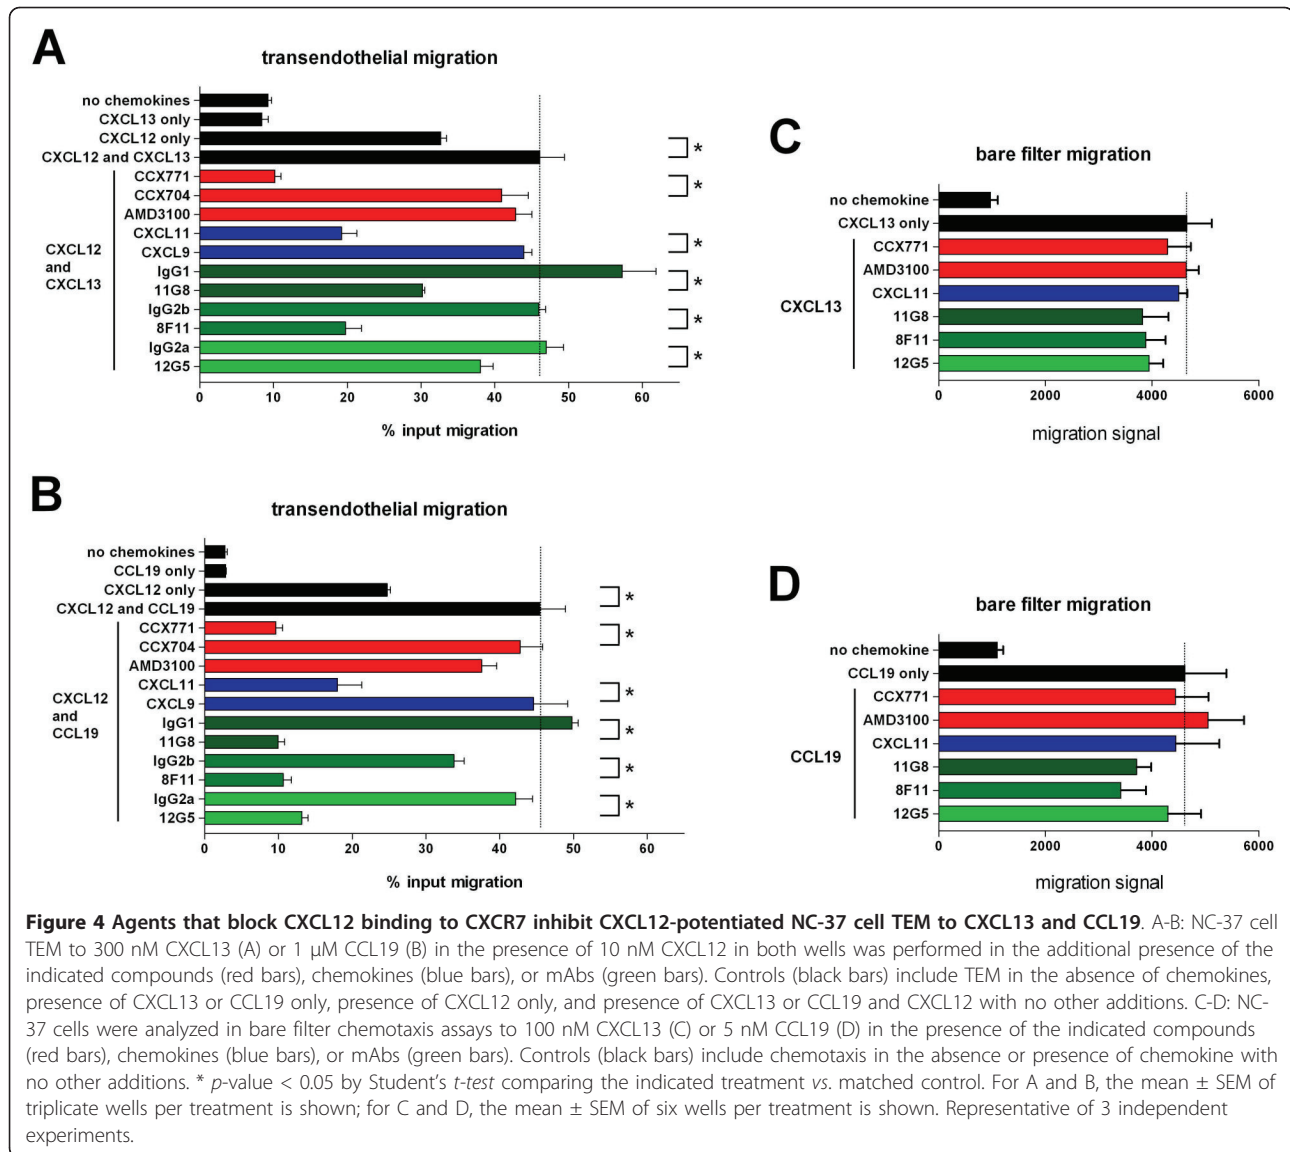 A
transendothelial migration
no chemokines
CXCL13 only
CXCL12 only
CXCL12 and CXCL13
CCX771
CCX704
AMD3100
CXCL11
CXCL9
IgG1
11G8
IgG2b
8F11
IgG2a
12G5
CXCL12
and
CXCL13
*
*
*
*
*
*
0 10 20 30 40 50 60
% input migration
B
transendothelial migration
no chemokines
CCL19 only
CXCL12 only
CXCL12 and CCL19
CCX771
CCX704
AMD3100
CXCL11
CXCL9
IgG1
11G8
IgG2b
8F11
IgG2a
12G5
CXCL12
and
CCL19
*
*
*
*
*
*
0 10 20 30 40 50 60
% input migration
C
bare filter migration
no chemokine
CXCL13 only
CCX771
AMD3100
CXCL11
11G8
8F11
12G5
CXCL13
0 2000 4000 6000
migration signal
D
bare filter migration
no chemokine
CCL19 only
CCX771
AMD3100
CXCL11
11G8
8F11
12G5
CCL19
0 2000 4000 6000
migration signal
Figure 4 Agents that block CXCL12 binding to CXCR7 inhibit CXCL12-potentiated NC-37 cell TEM to CXCL13 and CCL19. A-B: NC-37 cell
TEM to 300 nM CXCL13 (A) or 1 μM CCL19 (B) in the presence of 10 nM CXCL12 in both wells was performed in the additional presence of the
indicated compounds (red bars), chemokines (blue bars), or mAbs (green bars). Controls (black bars) include TEM in the absence of chemokines,
presence of CXCL13 or CCL19 only, presence of CXCL12 only, and presence of CXCL13 or CCL19 and CXCL12 with no other additions. C-D: NC-
37 cells were analyzed in bare filter chemotaxis assays to 100 nM CXCL13 (C) or 5 nM CCL19 (D) in the presence of the indicated compounds
(red bars), chemokines (blue bars), or mAbs (green bars). Controls (black bars) include chemotaxis in the absence or presence of chemokine with
no other additions. * p-value < 0.05 by Student's t-test comparing the indicated treatment vs. matched control. For A and B, the mean ± SEM of
triplicate wells per treatment is shown; for C and D, the mean ± SEM of six wells per treatment is shown. Representative of 3 independent
experiments.